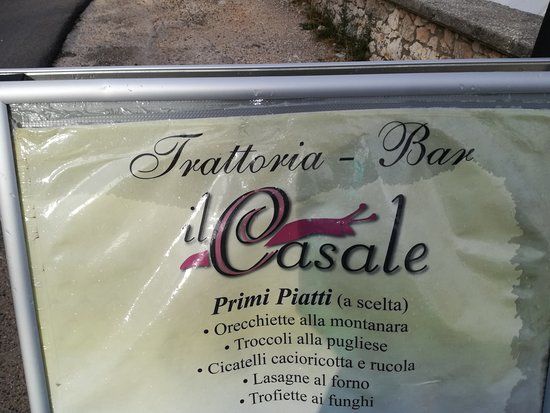 Trattoria - Bar
il Casale
Primi Piatti (a scelta)
• Orecchiette alla montanara
• Troccoli alla pugliese
• Cicatelli cacioricotta e rucola
• Lasagne al forno
• Trofiette ai funghi